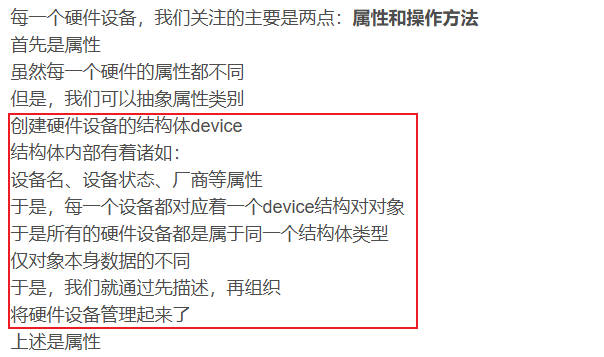 每一个硬件设备，我们关注的主要是两点：属性和操作方法
首先是属性
虽然每一个硬件的属性都不同
但是，我们可以抽象属性类别
创建硬件设备的结构体device
结构体内部有着诸如：
设备名、设备状态、厂商等属性
于是，每一个设备都对应着一个device结构对对象
于是所有的硬件设备都是属于同一个结构体类型
仅对象本身数据的不同
于是，我们就通过先描述，再组织
将硬件设备管理起来了
上述是属性